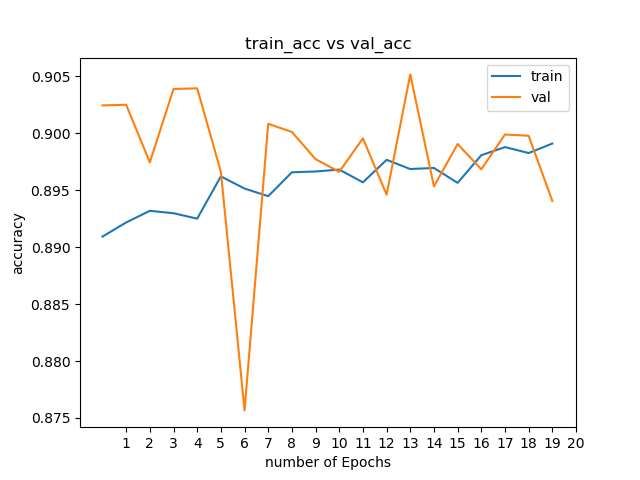 train_acc vs val_acc
train
val
0.905
0.900
0.895
0.890
0.885
0.880
0.875
accuracy
1 2 3 4 5 6 7 8 9 10 11 12 13 14 15 16 17 18 19 20
number of Epochs